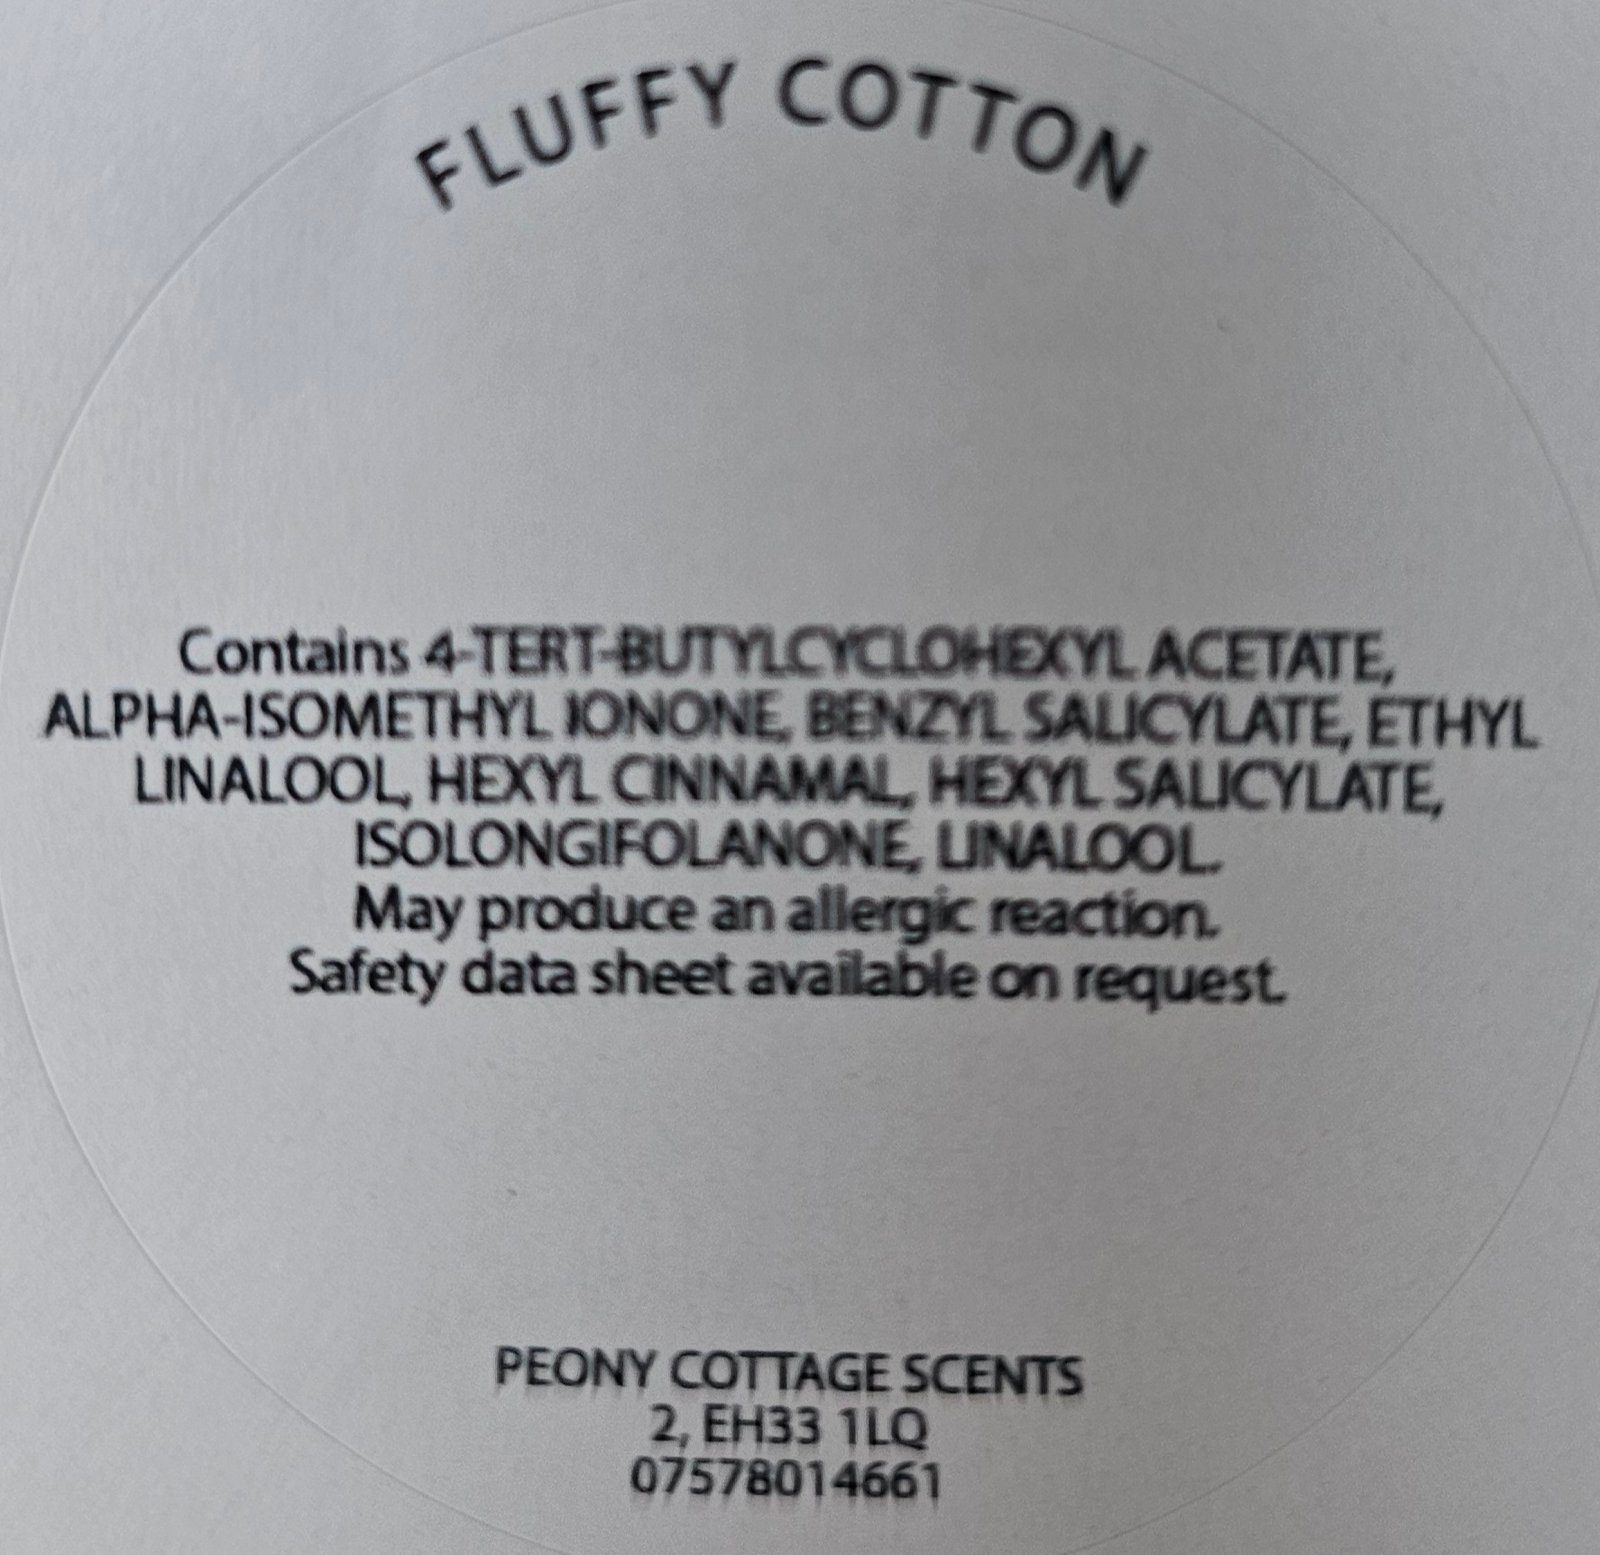 FLUFFY COTTON
Contains 4-TERT-BUTYLCYCLOHEXYL ACETATE,
ALPHA-ISOMETHYL IONONE, BENZYL SALICYLATE, ETHYL
LINALOOL, HEXYL CINNAMAL, HEXYL SALICYLATE,
ISOLONGIFOLANONE, LINALOOL.
May produce an allergic reaction.
Safety data sheet available on request.
PEONY COTTAGE SCENTS
2, EH33 1LQ
07578014661